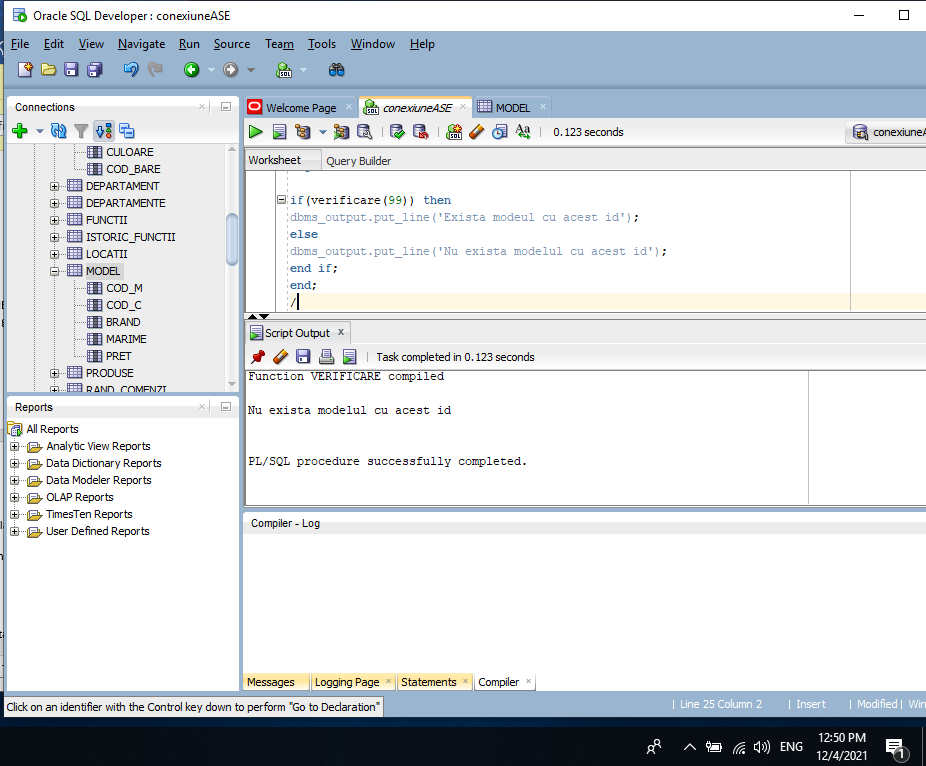 Oracle SQL Developer : conexiuneASE
File Edit View Navigate Run Source Team Tools Window Help
Connections
CULOARE
COD_BARE
DEPARTAMENT
DEPARTAMENTE
FUNCTII
ISTORIC_FUNCTII
LOCATII
MODEL
COD_M
COD_C
BRAND
MARIME
PRET
PRODUSE
RAND_COMENZI
Reports
All Reports
Analytic View Reports
Data Dictionary Reports
Data Modeler Reports
OLAP Reports
TimesTen Reports
User Defined Reports
Welcome Page conexiuneASE MODEL
0.123 seconds
conexiuneA
Worksheet Query Builder
if(verificare(99)) then
dbms_output.put_line('Exista modeul cu acest id');
else
dbms_output.put_line('Nu exista modelul cu acest id');
end if;
end;
/
Script Output
Task completed in 0.123 seconds
Function VERIFICARE compiled
Nu exista modelul cu acest id
PL/SQL procedure successfully completed.
Compiler - Log
Messages Logging Page Statements Compiler
Click on an identifier with the Control key down to perform "Go to Declaration"
Line 25 Column 2 | Insert | Modified | Win
ENG
12:50 PM
12/4/2021
1